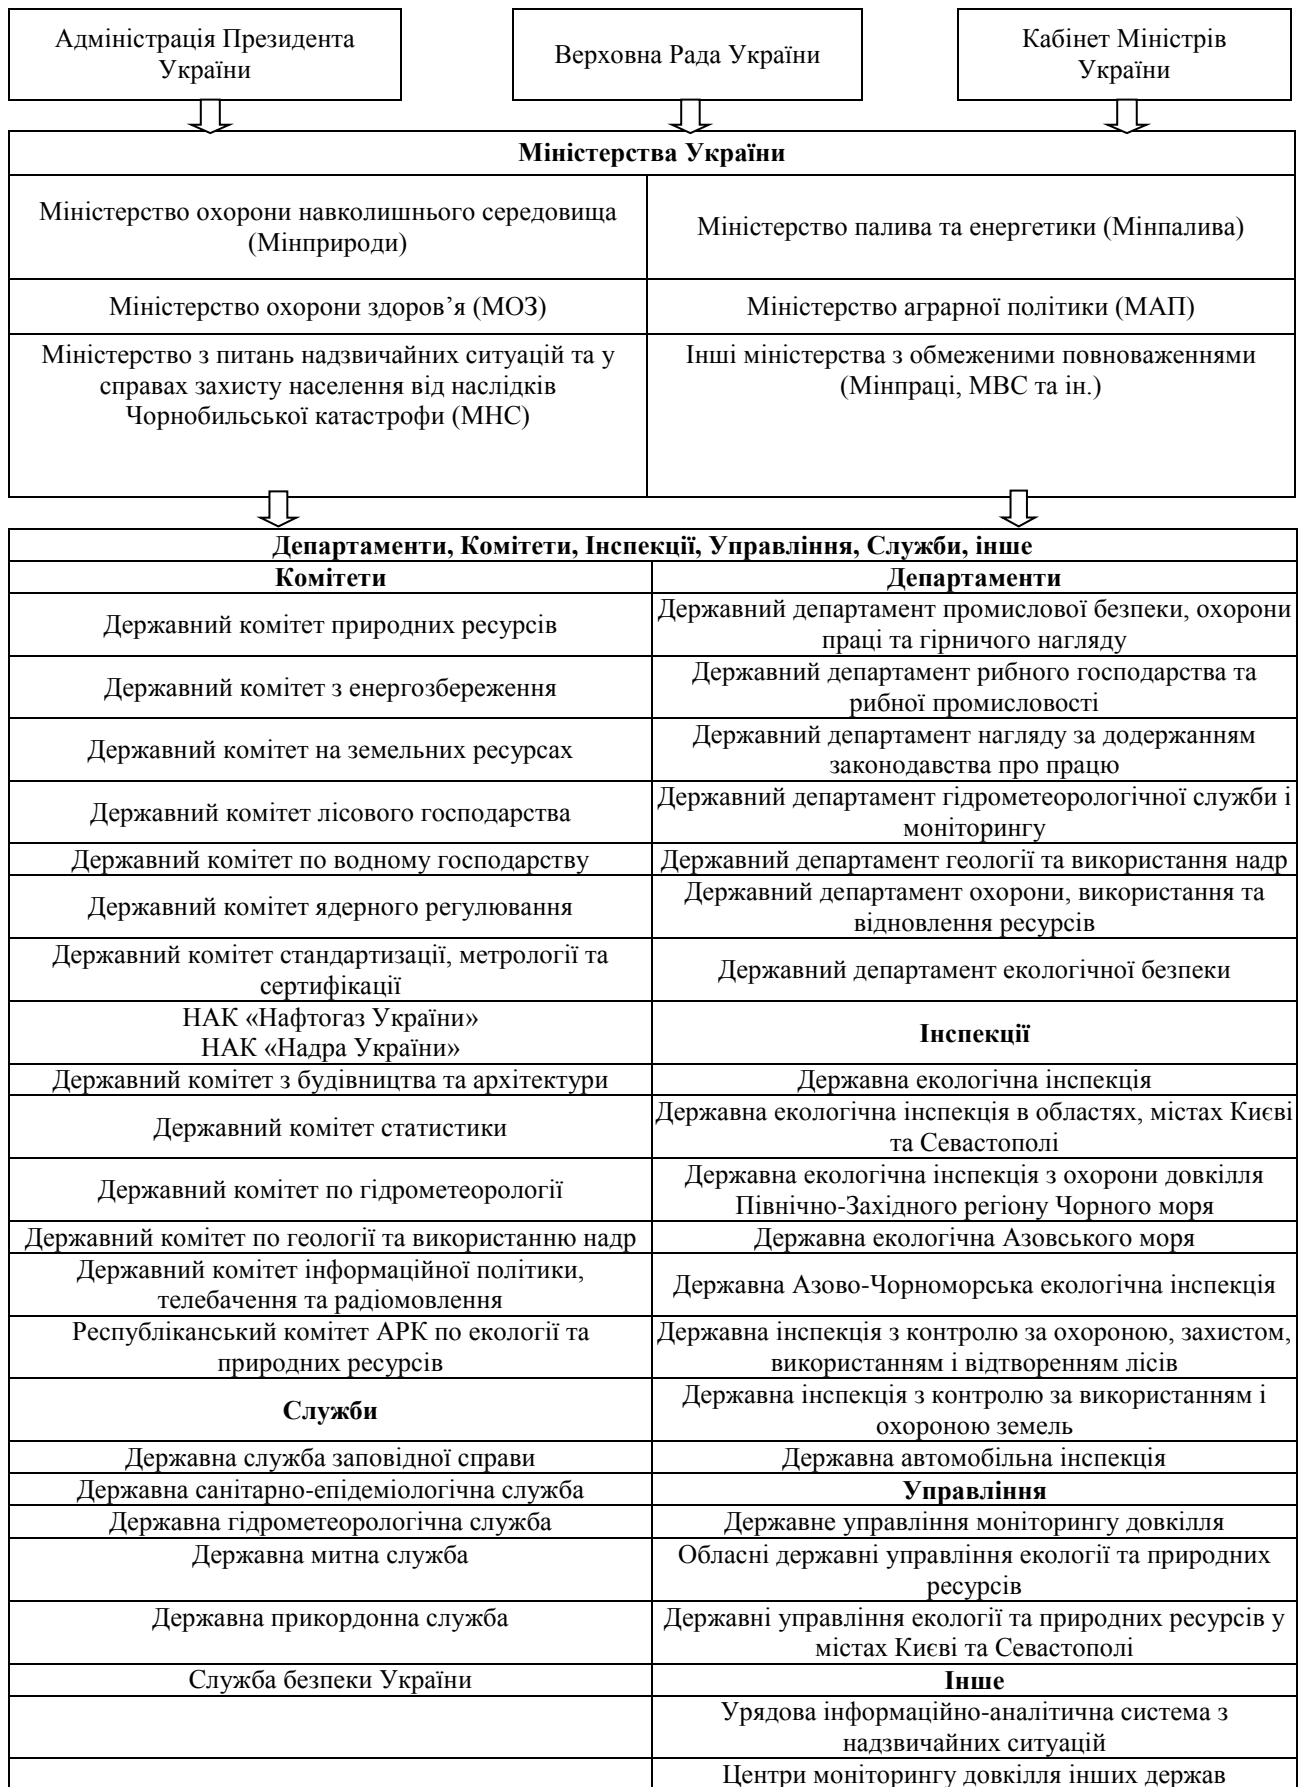 Адміністрація Президента
України
Верховна Рада України
Кабінет Міністрів
України
Міністерства України
Міністерство охорони навколишнього середовища
(Мінприроди)
Міністерство палива та енергетики (Мінпалива)
Міністерство охорони здоров’я (МОЗ)
Міністерство аграрної політики (МАП)
Міністерство з питань надзвичайних ситуацій та у
справах захисту населення від наслідків
Чорнобильської катастрофи (МНС)
Інші міністерства з обмеженими повноваженнями
(Мінпраці, МВС та ін.)
Департаменти, Комітети, Інспекції, Управління, Служби, інше
Комітети
Департаменти
Державний комітет природних ресурсів
Державний департамент промислової безпеки, охорони
праці та гірничого нагляду
Державний комітет з енергозбереження
Державний департамент рибного господарства та
рибної промисловості
Державний комітет на земельних ресурсах
Державний департамент нагляду за додержанням
законодавства про працю
Державний комітет лісового господарства
Державний департамент гідрометеорологічної служби і
моніторингу
Державний комітет по водному господарству
Державний департамент геології та використання надр
Державний комітет ядерного регулювання
Державний департамент охорони, використання та
відновлення ресурсів
Державний комітет стандартизації, метрології та
сертифікації
Державний департамент екологічної безпеки
НАК «Нафтогаз України»
НАК «Надра України»
Інспекції
Державний комітет з будівництва та архітектури
Державна екологічна інспекція
Державний комітет статистики
Державна екологічна інспекція в областях, містах Києві
та Севастополі
Державний комітет по гідрометеорології
Державна екологічна інспекція з охорони довкілля
Північно-Західного регіону Чорного моря
Державний комітет по геології та використанню надр
Державна екологічна Азовського моря
Державний комітет інформаційної політики,
телебачення та радіомовлення
Державна Азово-Чорноморська екологічна інспекція
Республіканський комітет АРК по екології та
природних ресурсів
Державна інспекція з контролю за охороною, захистом,
використанням і відтворенням лісів
Служби
Державна інспекція з контролю за використанням і
охороною земель
Державна служба заповідної справи
Державна автомобільна інспекція
Державна санітарно-епідеміологічна служба
Управління
Державна гідрометеорологічна служба
Державне управління моніторингу довкілля
Державна митна служба
Обласні державні управління екології та природних
ресурсів
Державна прикордонна служба
Державні управління екології та природних ресурсів у
містах Києві та Севастополі
Служба безпеки України
Інше
Урядова інформаційно-аналітична система з
надзвичайних ситуацій
Центри моніторингу довкілля інших держав